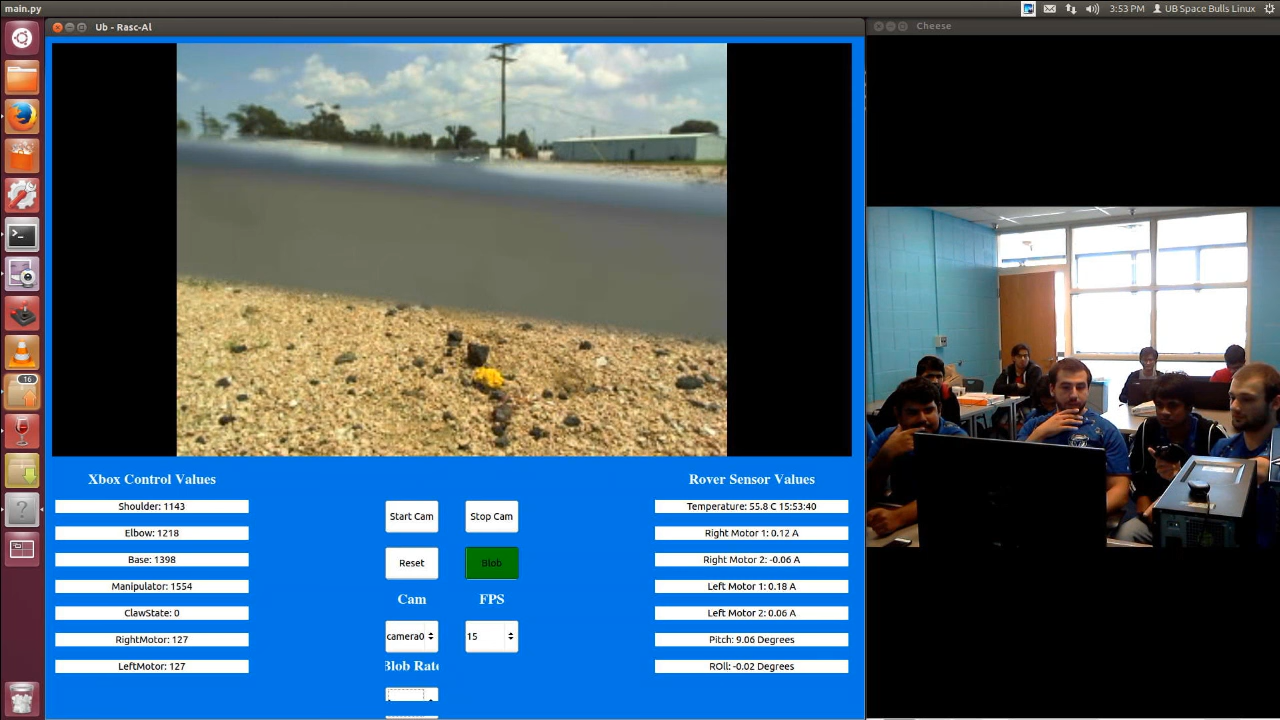 main.py
3:53 PM
UB Space Bulls Linux
Ub - Rasc-Al
Cheese
16
Xbox Control Values
Shoulder: 1143
Elbow: 1218
Base: 1398
Manipulator: 1554
ClawState: 0
RightMotor: 127
LeftMotor: 127
Start Cam
Stop Cam
Reset
Blob
Cam
FPS
camera0
15
Blob Rate
Rover Sensor Values
Temperature: 55.8 C 15:53:40
Right Motor 1: 0.12 A
Right Motor 2: -0.06 A
Left Motor 1: 0.18 A
Left Motor 2: 0.06 A
Pitch: 9.06 Degrees
ROll: -0.02 Degrees